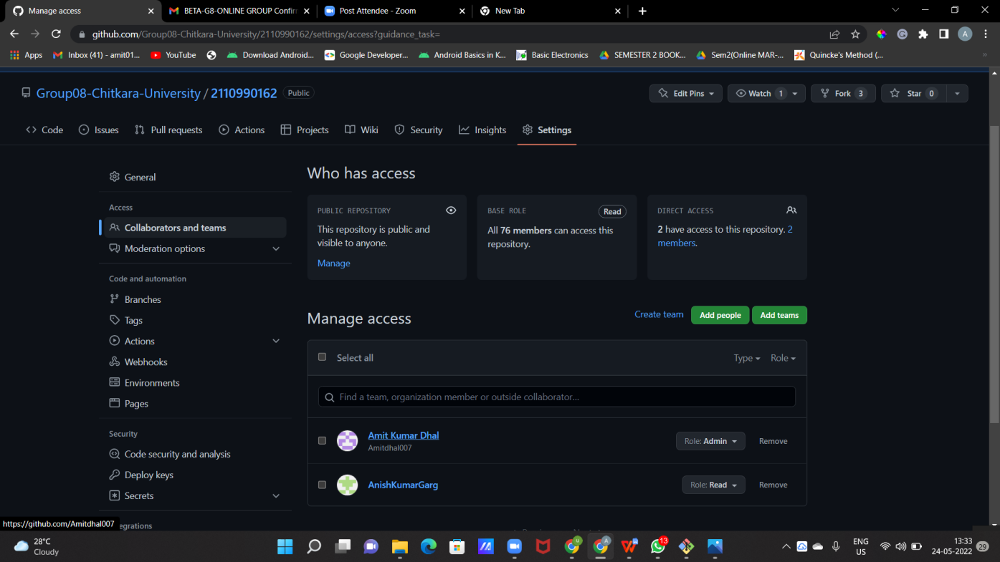 Manage access
BETA-G8-ONLINE GROUP Confirm
Post Attendee - Zoom
New Tab
github.com/Group08-Chitkara-University/2110990162/settings/access?guidance_task=
A
Apps
Inbox (41) - amit01...
YouTube
Download Android...
Google Developer...
Android Basics in K...
Basic Electronics
SEMESTER 2 BOOK...
Sem2(Online MAR-...
Quincke's Method (...
Group08-Chitkara-University / 2110990162 Public
Edit Pins
Watch 1
Fork 3
Star 0
Code
Issues
Pull requests
Actions
Projects
Wiki
Security
Insights
Settings
General
Access
Collaborators and teams
Moderation options
Code and automation
Branches
Tags
Actions
Webhooks
Environments
Pages
Security
Code security and analysis
Deploy keys
Secrets
Who has access
PUBLIC REPOSITORY
This repository is public and
visible to anyone.
Manage
BASE ROLE Read
All 76 members can access this
repository.
DIRECT ACCESS
2 have access to this repository. 2
members.
Manage access
Create team
Add people
Add teams
Select all
Type
Role
Find a team, organization member or outside collaborator...
Amit Kumar Dhal
Amitdhal007
Role: Admin
Remove
AnishKumarGarg
Role: Read
Remove
https://github.com/Amitdhal007
28°C
Cloudy
13
ENG
US
13:33
24-05-2022
29